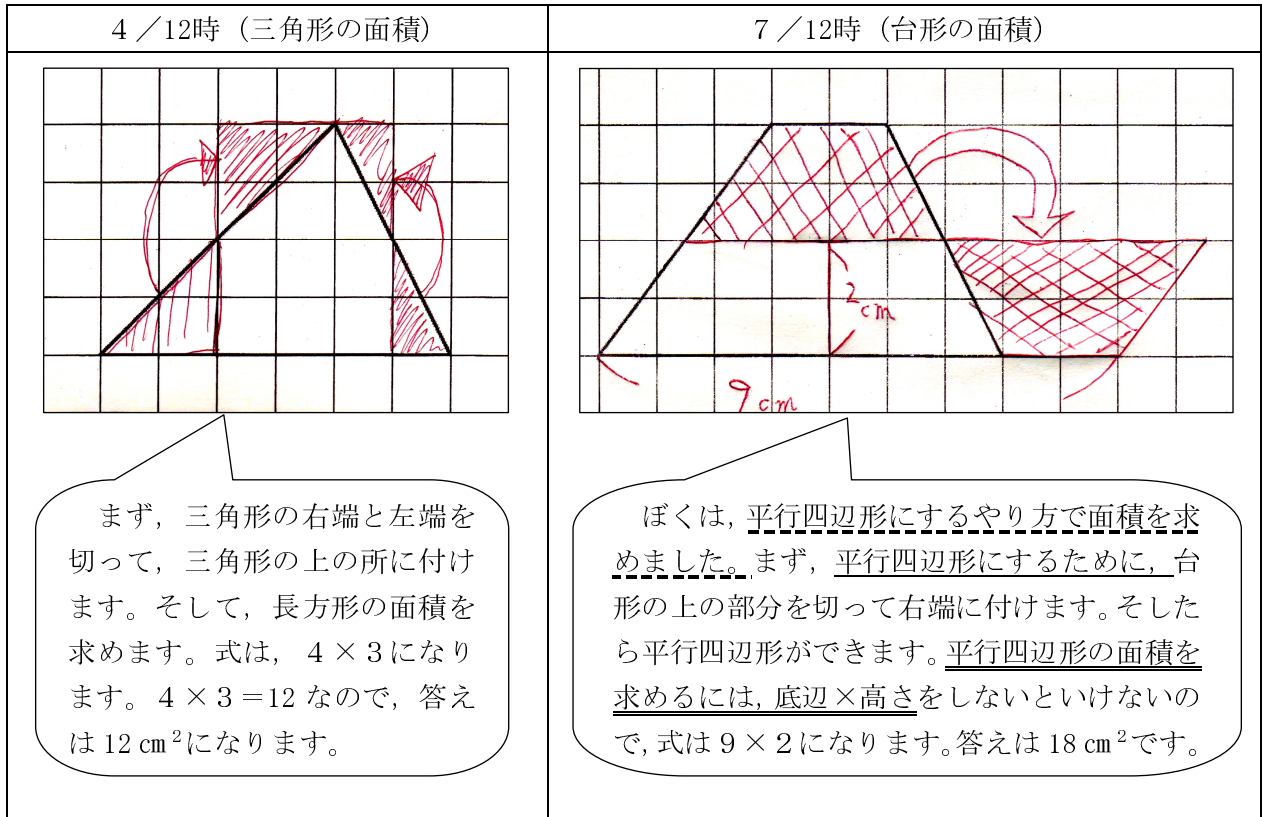 ４／12時（三角形の面積）
７／12時（台形の面積）
まず，三角形の右端と左端を
切って，三角形の上の所に付け
ます。そして，長方形の面積を
求めます。式は，４×３になり
ます。４×３＝12 なので，答え
は 12 cm²になります。
2cm
9cm
ぼくは，平行四辺形にするやり方で面積を求
めました。まず，平行四辺形にするために，台
形の上の部分を切って右端に付けます。そした
ら平行四辺形ができます。平行四辺形の面積を
求めるには，底辺×高さをしないといけないの
で，式は９×２になります。答えは 18 cm²です。